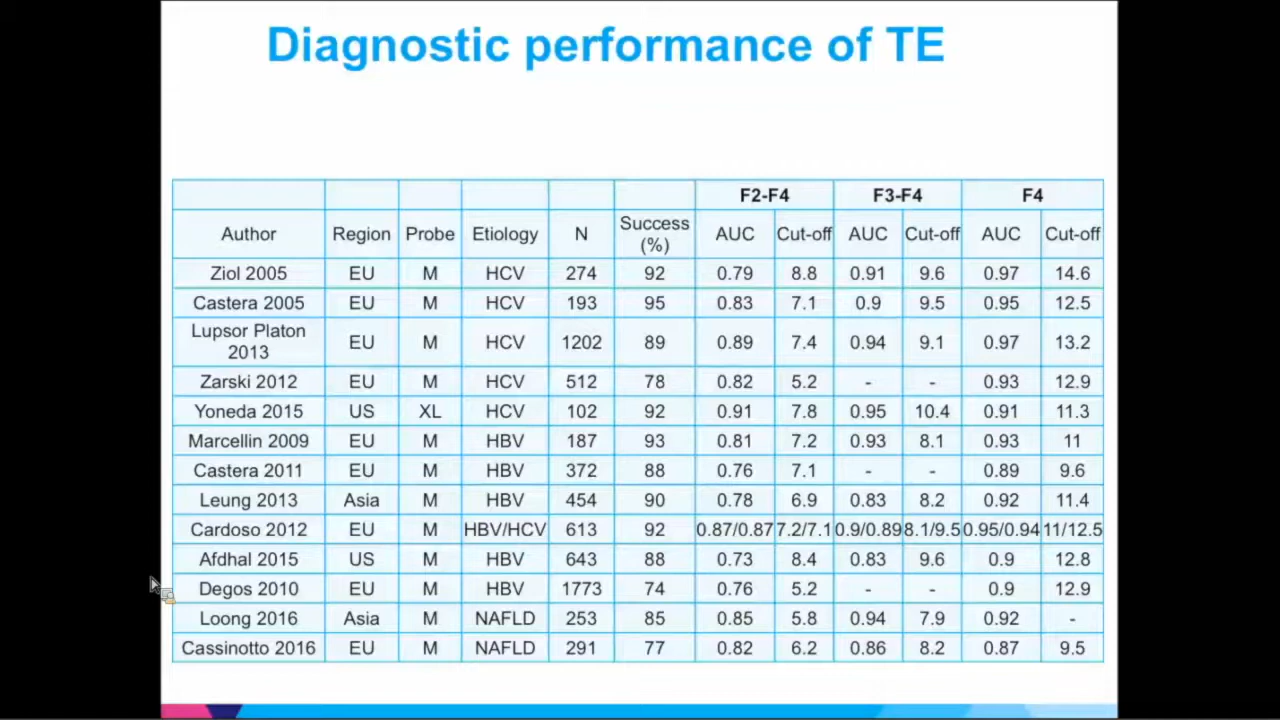 Diagnostic performance of TE
F2-F4 F3-F4 F4
Author Region Probe Etiology N Success (%) AUC Cut-off AUC Cut-off AUC Cut-off
Ziol 2005 EU M HCV 274 92 0.79 8.8 0.91 9.6 0.97 14.6
Castera 2005 EU M HCV 193 95 0.83 7.1 0.9 9.5 0.95 12.5
Lupsor Platon 2013 EU M HCV 1202 89 0.89 7.4 0.94 9.1 0.97 13.2
Zarski 2012 EU M HCV 512 78 0.82 5.2 - - 0.93 12.9
Yoneda 2015 US XL HCV 102 92 0.91 7.8 0.95 10.4 0.91 11.3
Marcellin 2009 EU M HBV 187 93 0.81 7.2 0.93 8.1 0.93 11
Castera 2011 EU M HBV 372 88 0.76 7.1 - - 0.89 9.6
Leung 2013 Asia M HBV 454 90 0.78 6.9 0.83 8.2 0.92 11.4
Cardoso 2012 EU M HBV/HCV 613 92 0.87/0.87 7.2/7.1 0.9/0.89 8.1/9.5 0.95/0.94 11/12.5
Afdhal 2015 US M HBV 643 88 0.73 8.4 0.83 9.6 0.9 12.8
Degos 2010 EU M HBV 1773 74 0.76 5.2 - - 0.9 12.9
Loong 2016 Asia M NAFLD 253 85 0.85 5.8 0.94 7.9 0.92 -
Cassinotto 2016 EU M NAFLD 291 77 0.82 6.2 0.86 8.2 0.87 9.5